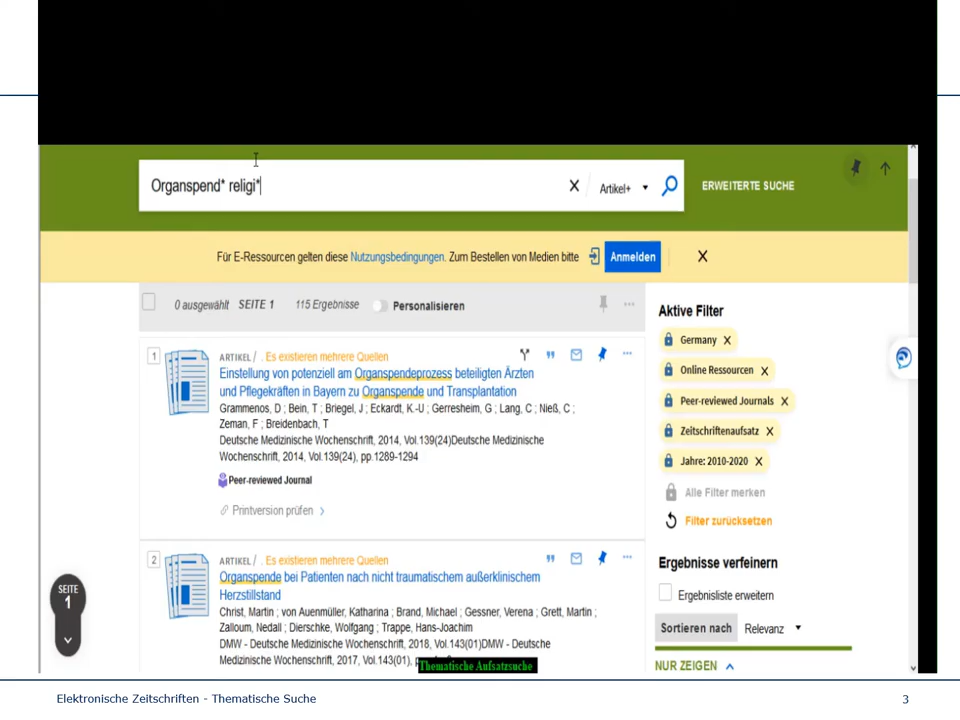 Organspend* religi*
Artikel+
ERWEITERTE SUCHE
Für E-Ressourcen gelten diese Nutzungsbedingungen. Zum Bestellen von Medien bitte
Anmelden
0 ausgewählt SEITE 1 115 Ergebnisse Personalisieren
1
ARTIKEL / . Es existieren mehrere Quellen
Einstellung von potenziell am Organspendeprozess beteiligten Ärzten
und Pflegekräften in Bayern zu Organspende und Transplantation
Grammenos, D ; Bein, T ; Briegel, J ; Eckardt, K.-U ; Gerresheim, G ; Lang, C ; Nieß, C ;
Zeman, F ; Breidenbach, T
Deutsche Medizinische Wochenschrift, 2014, Vol.139(24)Deutsche Medizinische
Wochenschrift, 2014, Vol.139(24), pp.1289-1294
Peer-reviewed Journal
Printversion prüfen
2
ARTIKEL / . Es existieren mehrere Quellen
Organspende bei Patienten nach nicht traumatischem außerklinischem
Herzstillstand
Christ, Martin ; von Auenmüller, Katharina ; Brand, Michael ; Gessner, Verena ; Grett, Martin ;
Zalloum, Nedall ; Dierschke, Wolfgang ; Trappe, Hans-Joachim
DMW - Deutsche Medizinische Wochenschrift, 2018, Vol.143(01)DMW - Deutsche
Medizinische Wochenschrift, 2017, Vol.143(01),
Thematische Aufsatzsuche
SEITE
1
Aktive Filter
Germany
Online Ressourcen
Peer-reviewed Journals
Zeitschriftenaufsatz
Jahre: 2010-2020
Alle Filter merken
Filter zurücksetzen
Ergebnisse verfeinern
Ergebnisliste erweitern
Sortieren nach Relevanz
NUR ZEIGEN
Elektronische Zeitschriften - Thematische Suche
3